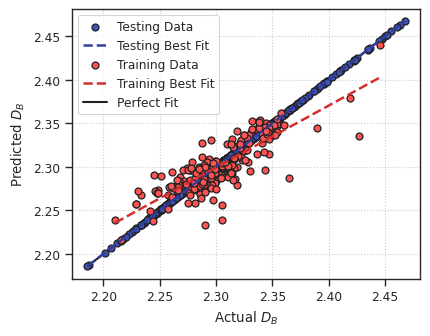 Testing Data
Testing Best Fit
Training Data
Training Best Fit
Perfect Fit
Predicted D_B
2.45
2.40
2.35
2.30
2.25
2.20
2.20
2.25
2.30
2.35
2.40
2.45
Actual D_B